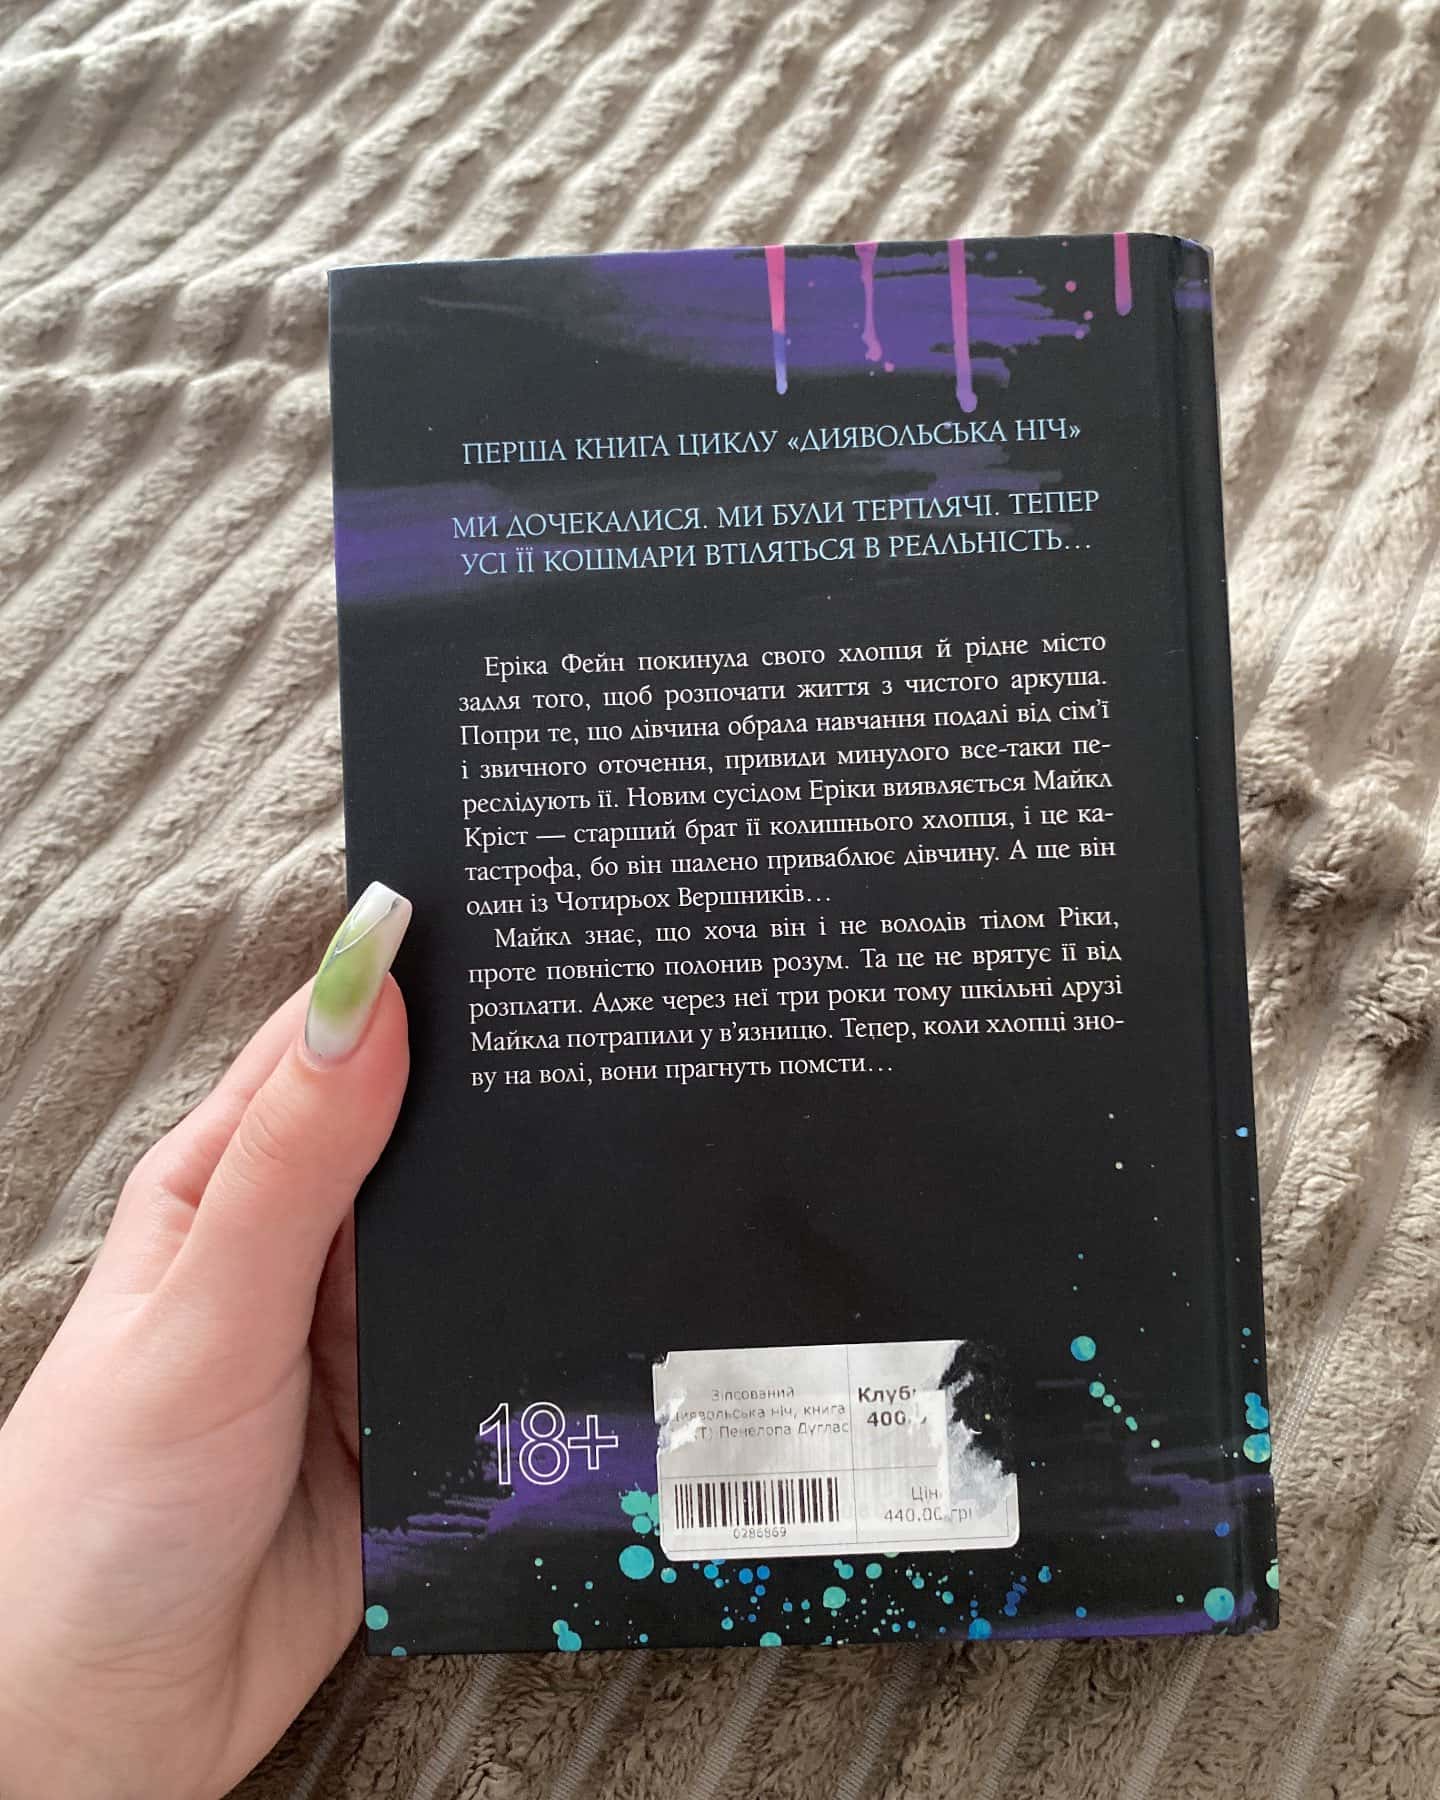 ПЕРША КНИГА ЦИКЛУ «ДИЯВОЛЬСЬКА НІЧ»
МИ ДОЧЕКАЛИСЯ. МИ БУЛИ ТЕРПЛЯЧІ. ТЕПЕР
УСІ ЇЇ КОШМАРИ ВТІЛЯТЬСЯ В РЕАЛЬНІСТЬ...
Еріка Фейн покинула свого хлопця й рідне місто
задля того, щоб розпочати життя з чистого аркуша.
Попри те, що дівчина обрала навчання подалі від сім’ї
і звичного оточення, привиди минулого все-таки пе-
реслідують її. Новим сусідом Еріки виявляється Майкл
Кріст — старший брат її колишнього хлопця, і це ка-
тастрофа, бо він шалено приваблює дівчину. А ще він
один із Чотирьох Вершників...
Майкл знає, що хоча він і не володів тілом Ріки,
проте повністю полонив розум. Та це не врятує її від
розплати. Адже через неї три роки тому шкільні друзі
Майкла потрапили у в’язницю. Тепер, коли хлопці зно-
ву на волі, вони прагнуть помсти...
18+
Зіпсований
ніч, книга
Пенелопа Дуглас
0286869
Клуб
400
440.00 грн